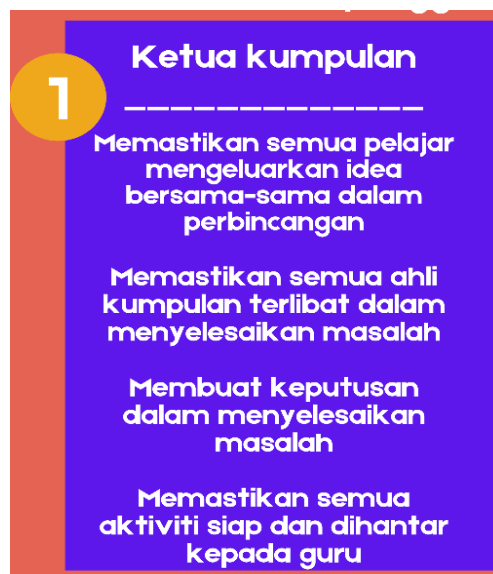 1
Ketua kumpulan
_____________
Memastikan semua pelajar
mengeluarkan idea
bersama-sama dalam
perbincangan
Memastikan semua ahli
kumpulan terlibat dalam
menyelesaikan masalah
Membuat keputusan
dalam menyelesaikan
masalah
Memastikan semua
aktiviti siap dan dihantar
kepada guru